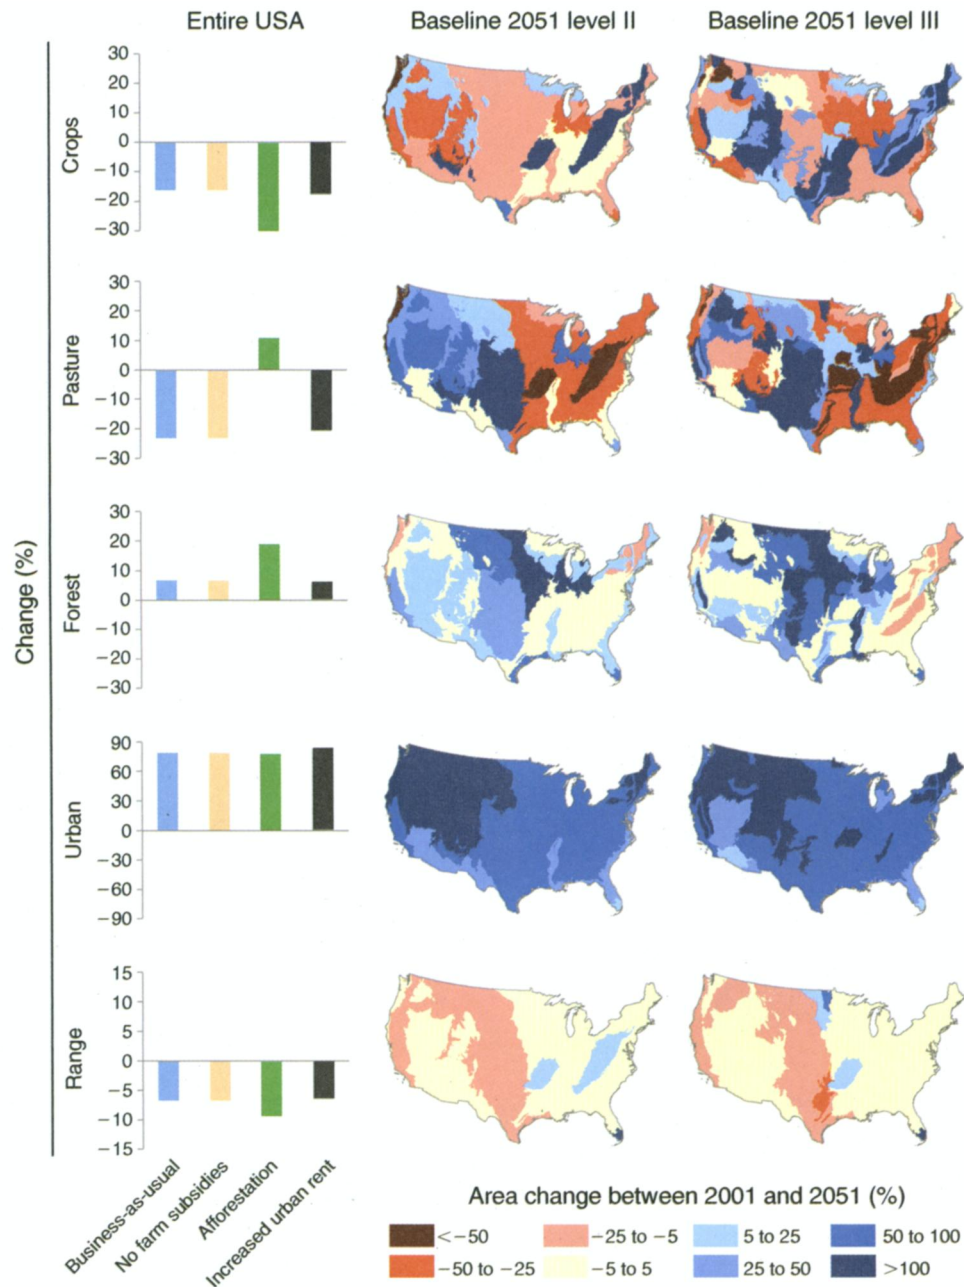 Entire USA
Baseline 2051 level II
Baseline 2051 level III
Change (%)
Crops
30
20
10
0
−10
−20
−30
Pasture
30
20
10
0
−10
−20
−30
Forest
30
20
10
0
−10
−20
−30
Urban
90
60
30
0
−30
−60
−90
Range
15
10
5
0
−5
−10
−15
Business-as-usual
No farm subsidies
Afforestation
Increased urban rent
Area change between 2001 and 2051 (%)
<−50
−25 to −5
5 to 25
50 to 100
−50 to −25
−5 to 5
25 to 50
>100